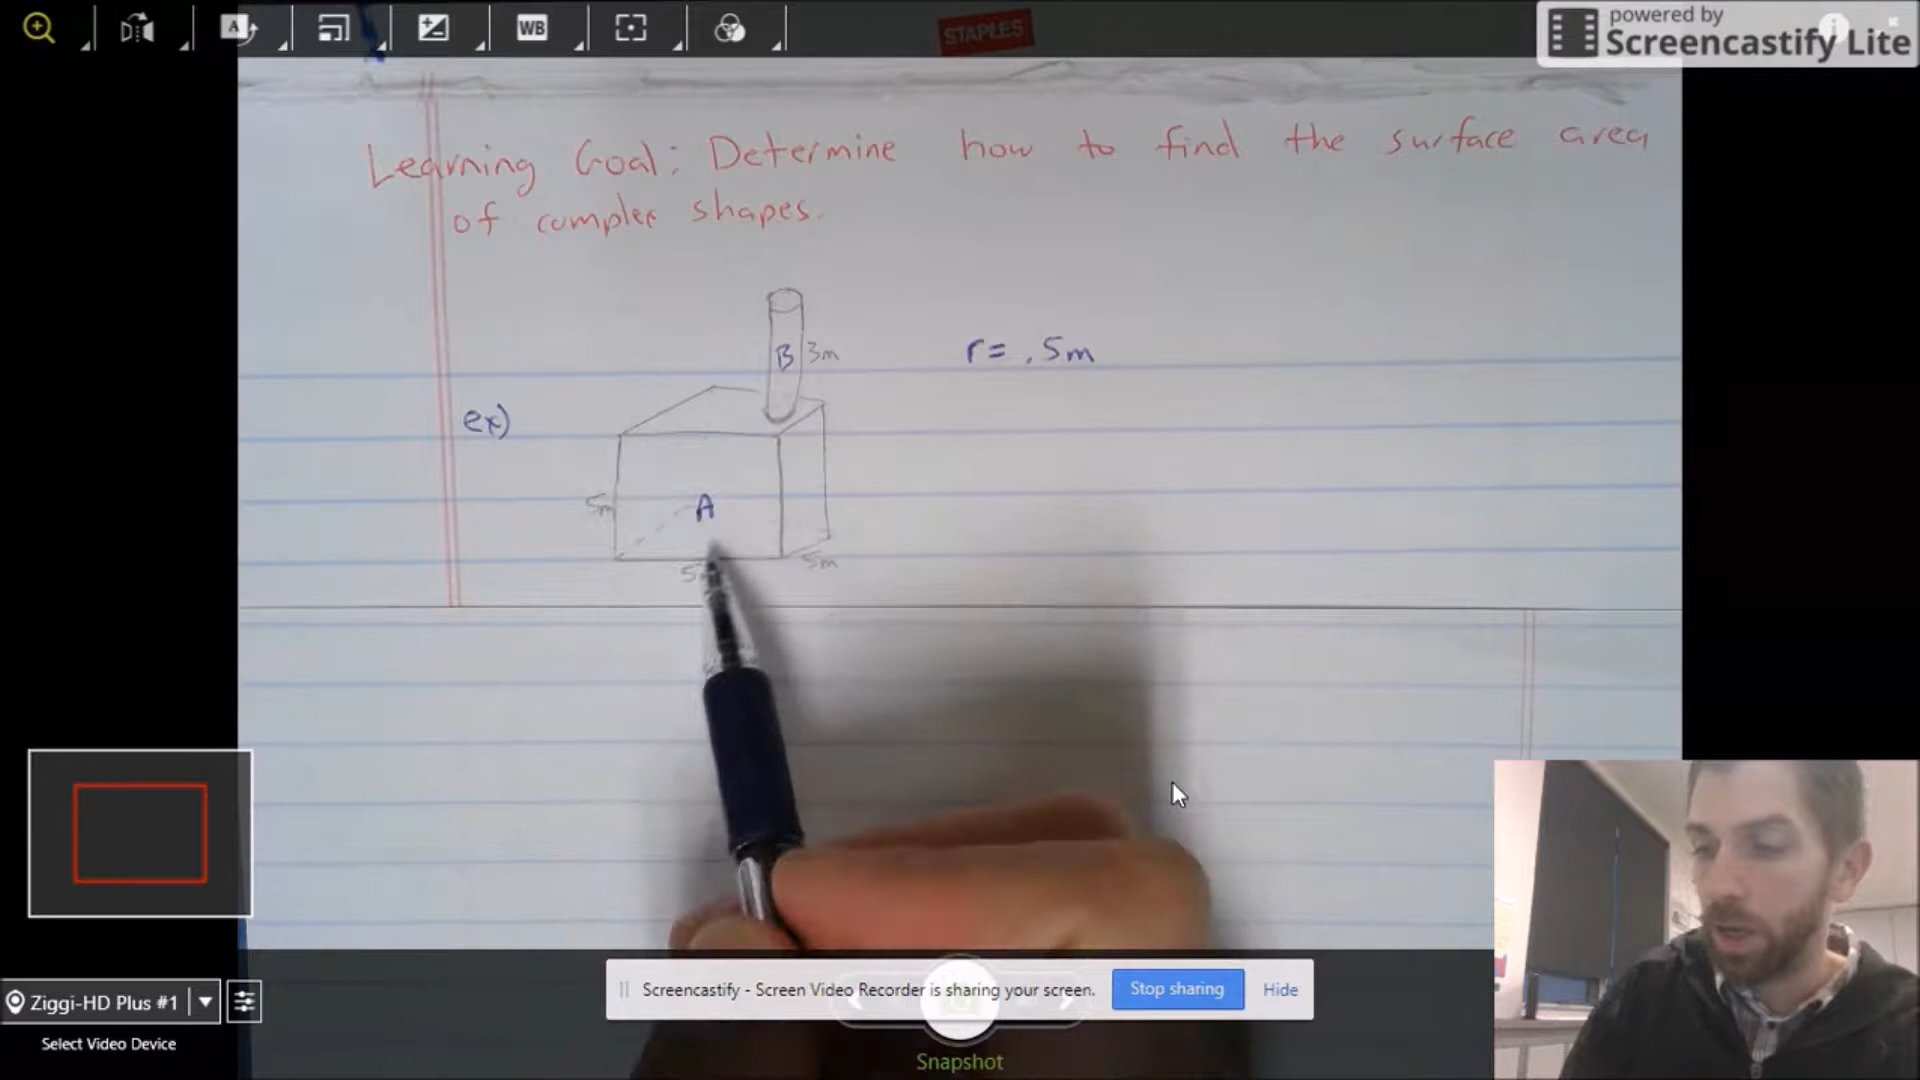 A
WB
STAPLES
powered by
Screencastify Lite
Learning Goal: Determine how to find the surface area
of complex shapes.
B 3m
r= .5m
ex)
5m
A
5m
Ziggi-HD Plus #1
Select Video Device
Screencastify - Screen Video Recorder is sharing your screen.
Stop sharing
Hide
Snapshot